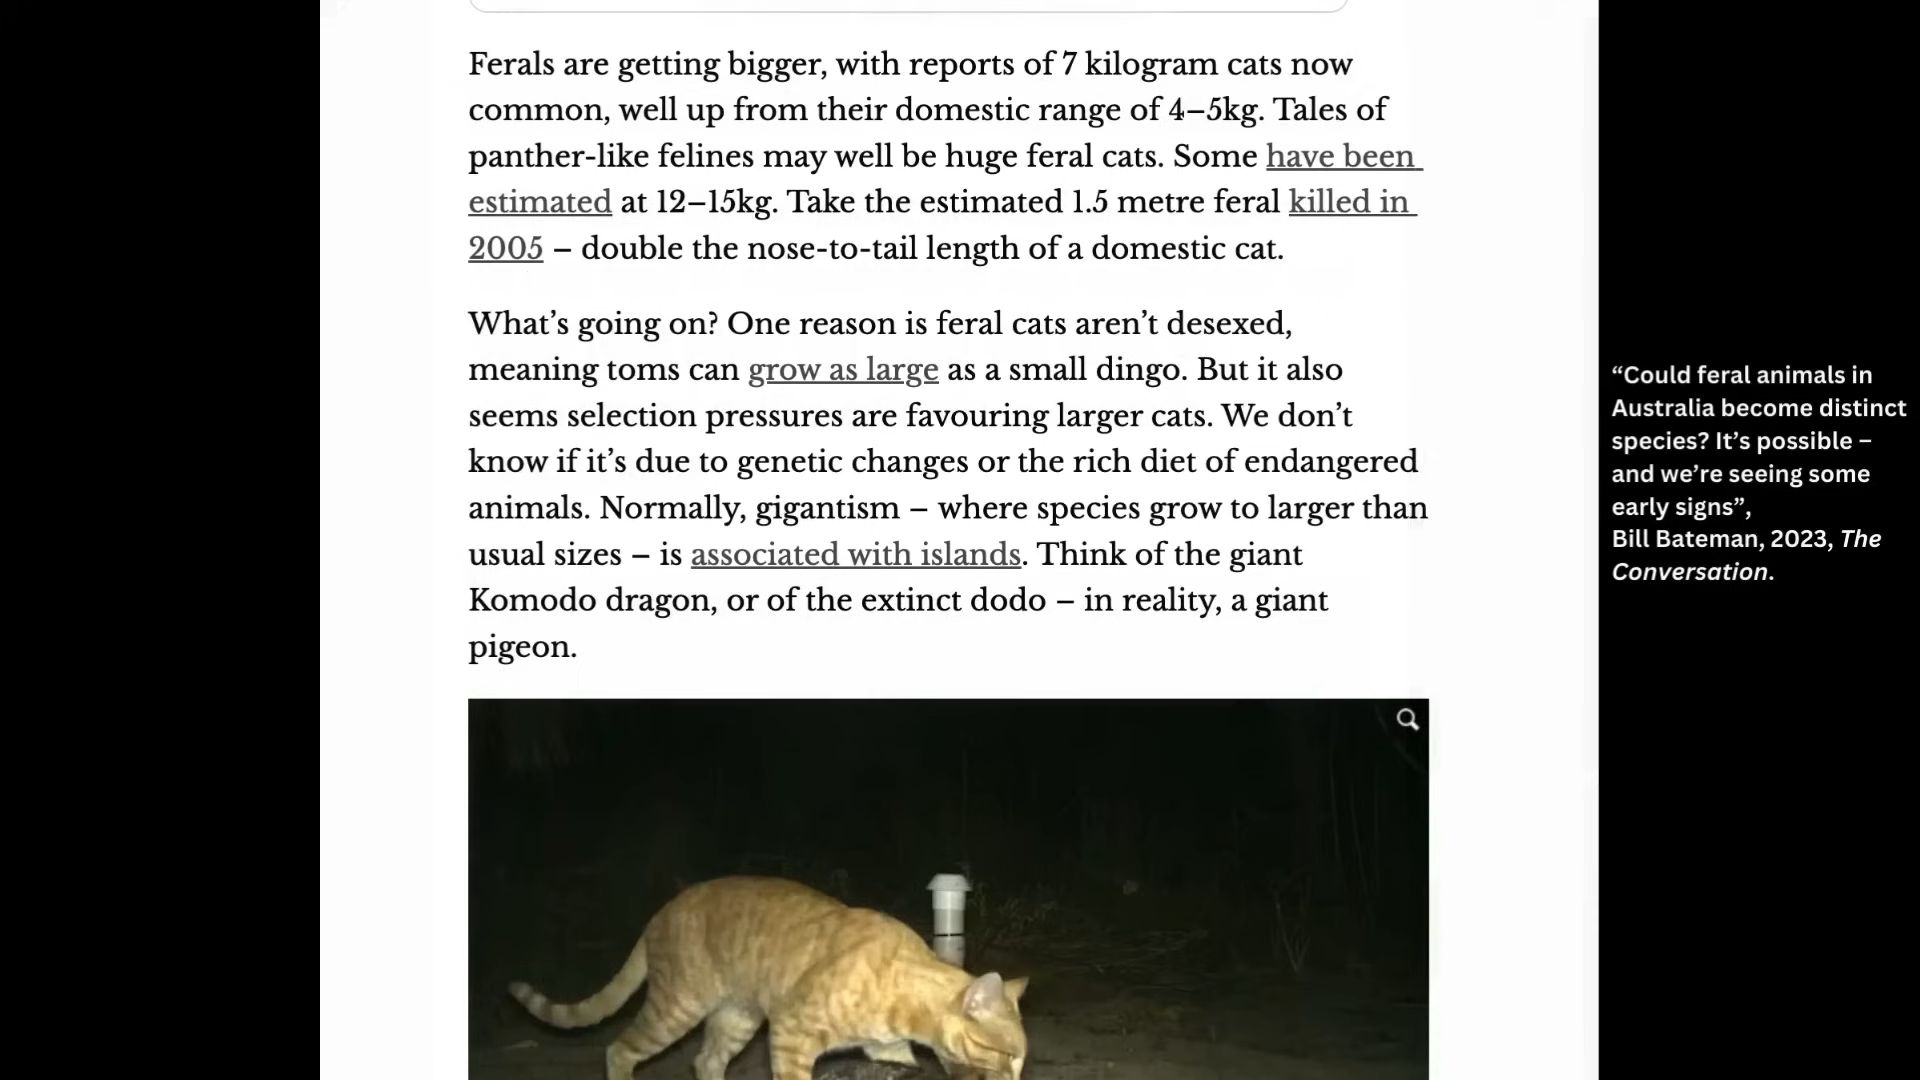 Ferals are getting bigger, with reports of 7 kilogram cats now
common, well up from their domestic range of 4–5kg. Tales of
panther-like felines may well be huge feral cats. Some have been
estimated at 12–15kg. Take the estimated 1.5 metre feral killed in
2005 – double the nose-to-tail length of a domestic cat.
What’s going on? One reason is feral cats aren’t desexed,
meaning toms can grow as large as a small dingo. But it also
seems selection pressures are favouring larger cats. We don’t
know if it’s due to genetic changes or the rich diet of endangered
animals. Normally, gigantism – where species grow to larger than
usual sizes – is associated with islands. Think of the giant
Komodo dragon, or of the extinct dodo – in reality, a giant
pigeon.
“Could feral animals in
Australia become distinct
species? It’s possible –
and we’re seeing some
early signs”,
Bill Bateman, 2023, The
Conversation.